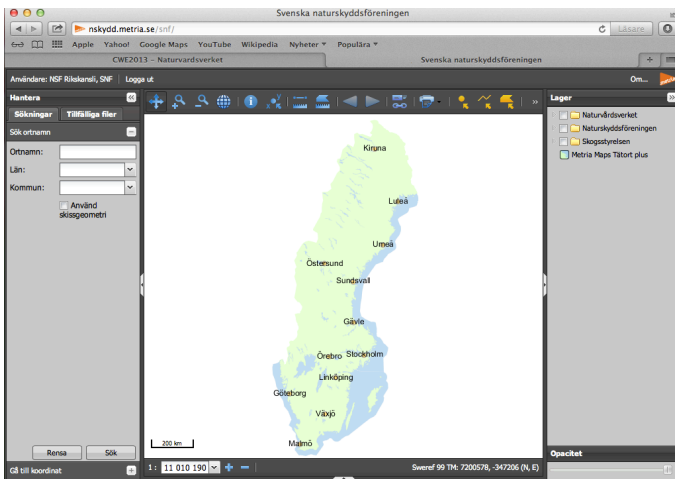 Svenska naturskyddsföreningen
nskydd.metria.se/snf/
Läsare
Apple Yahoo! Google Maps YouTube Wikipedia Nyheter Populära
CWE2013 – Naturvardsverket
Svenska naturskyddsföreningen
Användare: NSF Rikskansli, SNF
Logga ut
Om...
Hantera
Sökningar
Tillfälliga filer
Sök ortnamn
Ortnamn:
Län:
Kommun:
Använd
skissgeometri
Rensa
Sök
Gå till koordinat
Kiruna
Luleå
Umeå
Östersund
Sundsvall
Gävle
Örebro
Stockholm
Linköping
Göteborg
Växjö
Malmö
200 km
1 : 11 010 190
Sweref 99 TM: 7200578, -347206 (N, E)
Lager
Naturvårdsverket
Naturskyddsföreningen
Skogsstyrelsen
Metria Maps Tätort plus
Opacitet